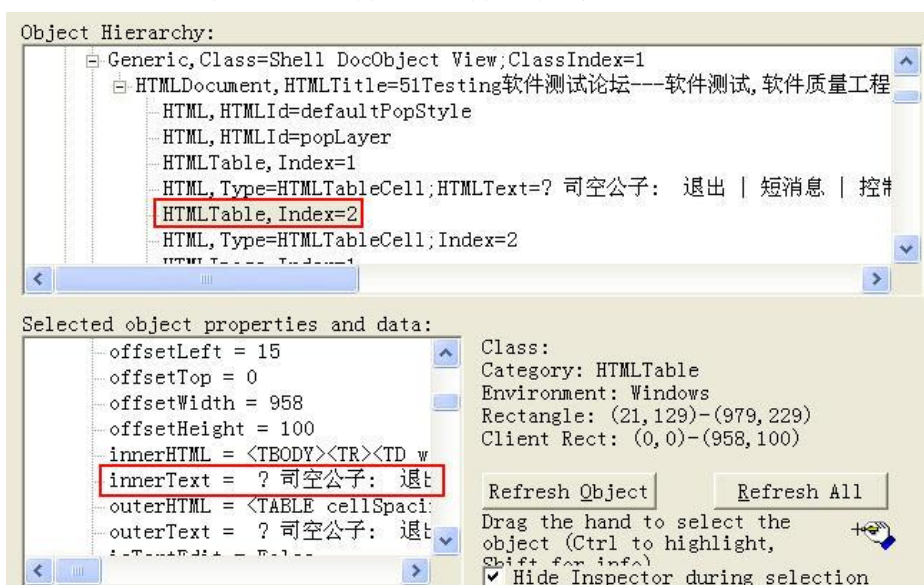 Object Hierarchy:
Generic,Class=Shell DocObject View;ClassIndex=1
HTMLDocument,HTMLTitle=51Testing软件测试论坛---软件测试,软件质量工程
HTML,HTMLId=defaultPopStyle
HTML,HTMLId=popLayer
HTMLTable,Index=1
HTML,Type=HTMLTableCell;HTMLText=? 司空公子: 退出 | 短消息 | 控制
HTMLTable,Index=2
HTML,Type=HTMLTableCell;Index=2
Selected object properties and data:
offsetLeft = 15
offsetTop = 0
offsetWidth = 958
offsetHeight = 100
innerHTML = <TBODY><TR><TD w
innerText = ? 司空公子: 退出
outerHTML = <TABLE cellSpaci
outerText = ? 司空公子: 退出
Class:
Category: HTMLTable
Environment: Windows
Rectangle: (21,129)-(979,229)
Client Rect: (0,0)-(958,100)
Refresh Object
Refresh All
Drag the hand to select the
object (Ctrl to highlight,
Shift for info)
Hide Inspector during selection